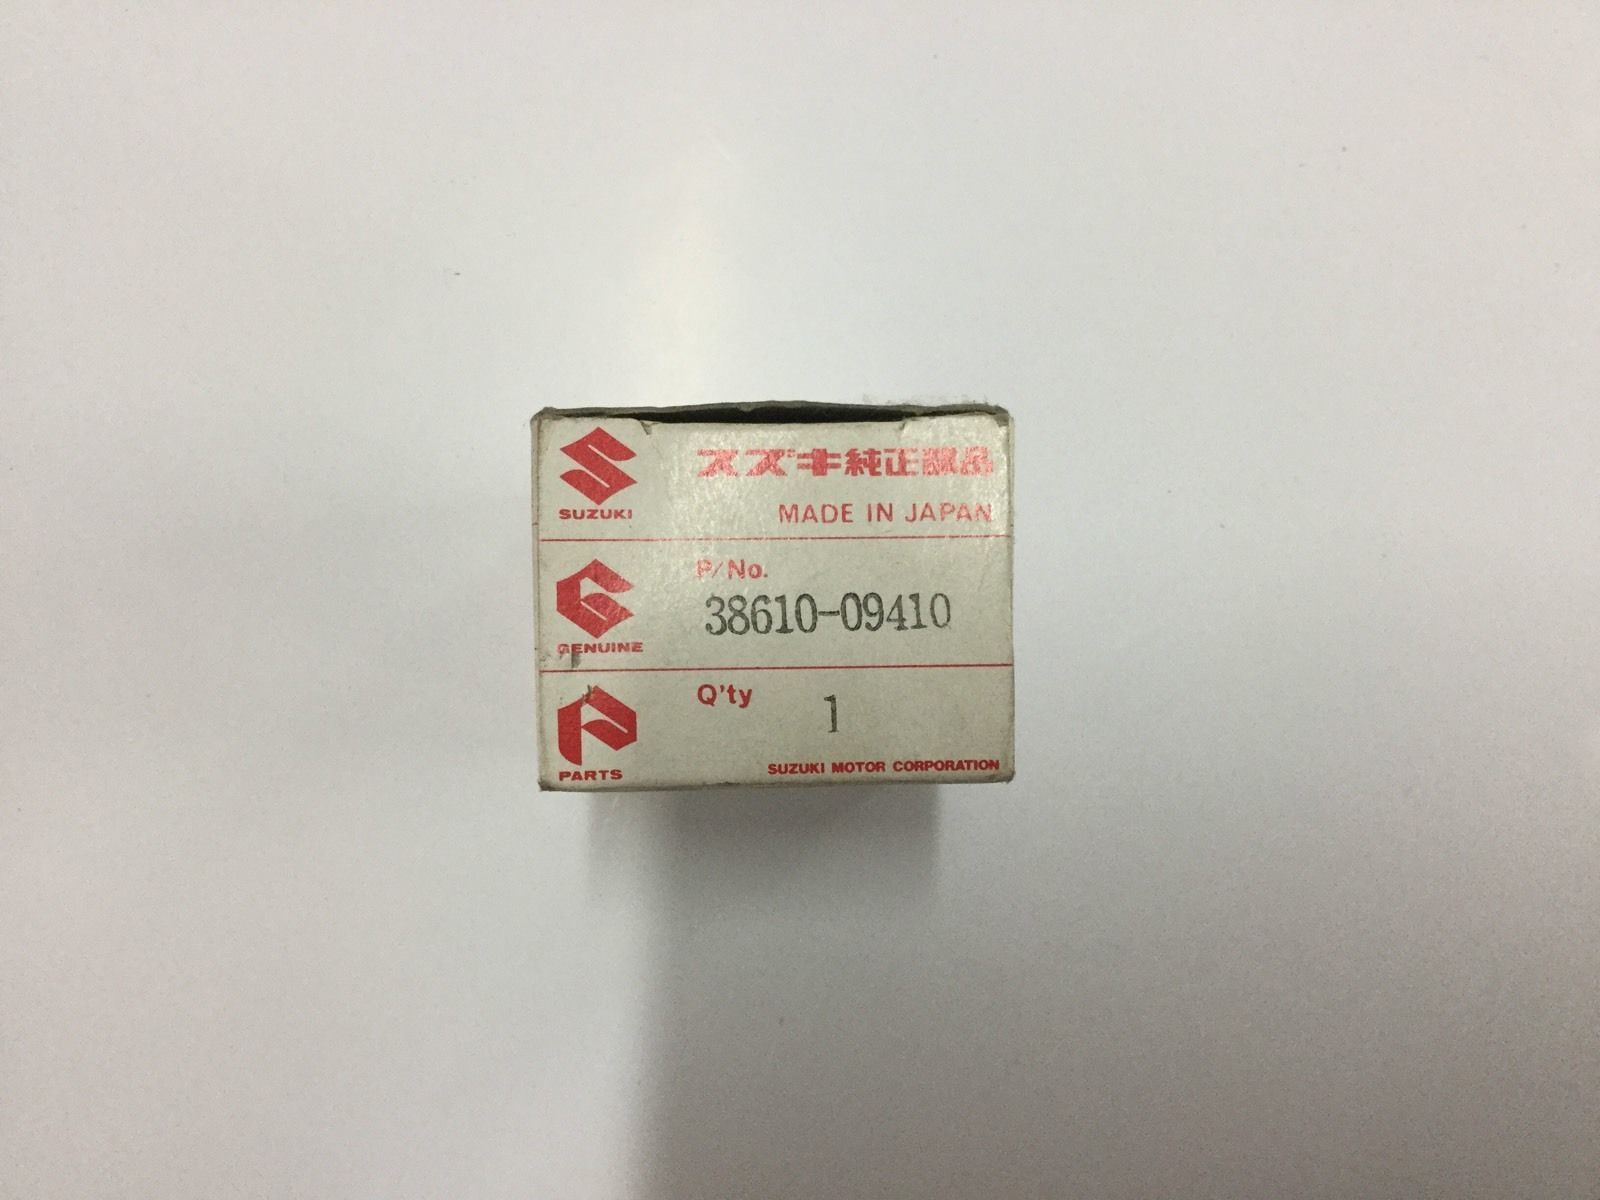 SUZUKI
スズキ純正部品
MADE IN JAPAN
GENUINE
P/No.
38610-09410
PARTS
Q'ty 1
SUZUKI MOTOR CORPORATION